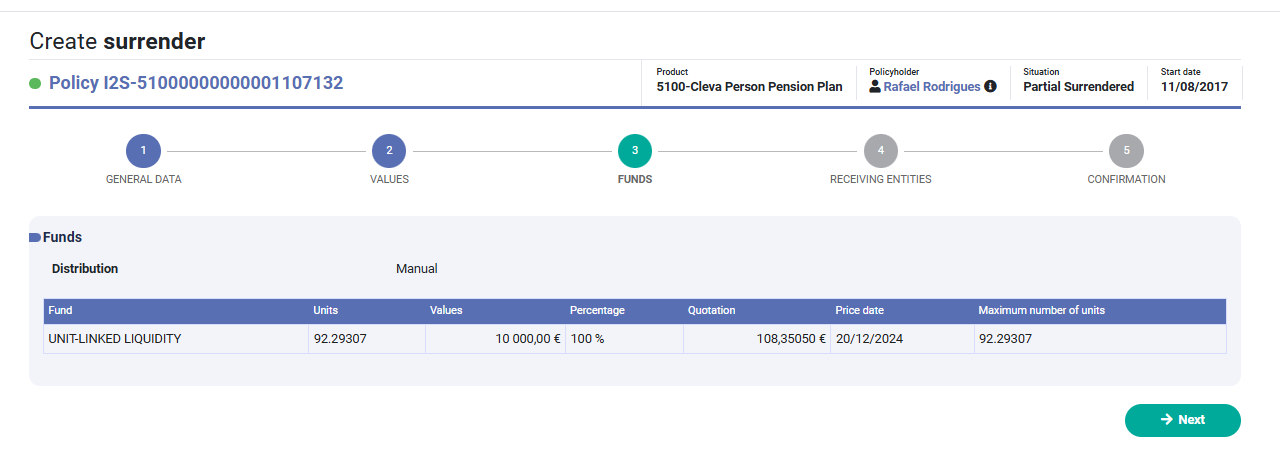 Create surrender
Policy I2S-51000000000001107132
Product
5100-Cleva Person Pension Plan
Policyholder
Rafael Rodrigues
Situation
Partial Surrendered
Start date
11/08/2017
1
2
3
4
5
GENERAL DATA
VALUES
FUNDS
RECEIVING ENTITIES
CONFIRMATION
Funds
Distribution Manual
Fund Units Values Percentage Quotation Price date Maximum number of units
UNIT-LINKED LIQUIDITY 92.29307 10 000,00 € 100 % 108,35050 € 20/12/2024 92.29307
Next